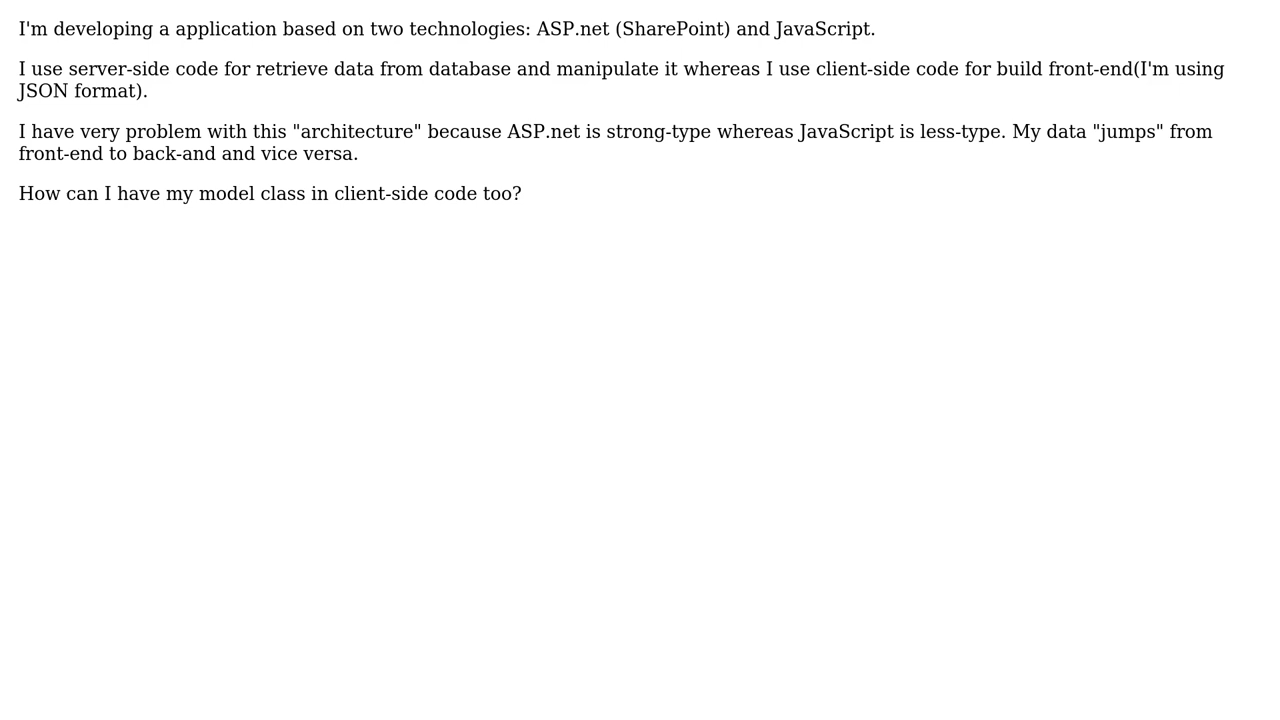 I'm developing a application based on two technologies: ASP.net (SharePoint) and JavaScript.
I use server-side code for retrieve data from database and manipulate it whereas I use client-side code for build front-end(I'm using
JSON format).
I have very problem with this "architecture" because ASP.net is strong-type whereas JavaScript is less-type. My data "jumps" from
front-end to back-and and vice versa.
How can I have my model class in client-side code too?